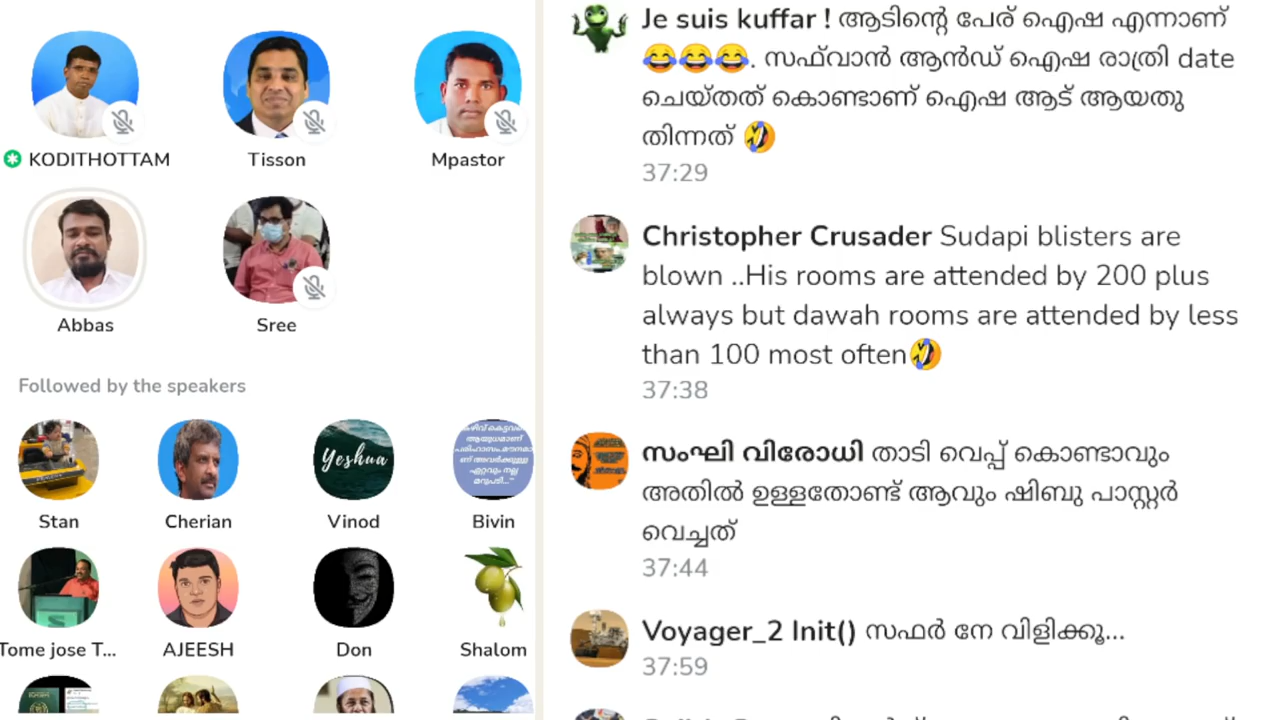 KODITHOTTAM
Tisson
Mpastor
Abbas
Sree
Followed by the speakers
Yeshua
Stan
Cherian
Vinod
Bivin
Tome jose T...
AJEESH
Don
Shalom
Je suis kuffar ! ആടിന്റെ പേര് ഐഷ എന്നാണ്
😂😂😂. സഫ്‌വാൻ ആൻഡ് ഐഷ രാത്രി date
ചെയ്തത് കൊണ്ടാണ് ഐഷ ആട് ആയതു
തിന്നത് 🤣
37:29
Christopher Crusader Sudapi blisters are
blown ..His rooms are attended by 200 plus
always but dawah rooms are attended by less
than 100 most often🤣
37:38
സംഘി വിരോധി താടി വെപ്പ് കൊണ്ടാവും
അതിൽ ഉള്ളതോണ്ട് ആവും ഷിബു പാസ്റ്റർ
വെച്ചത്
37:44
Voyager_2 Init() സഫർ നേ വിളിക്കൂ...
37:59